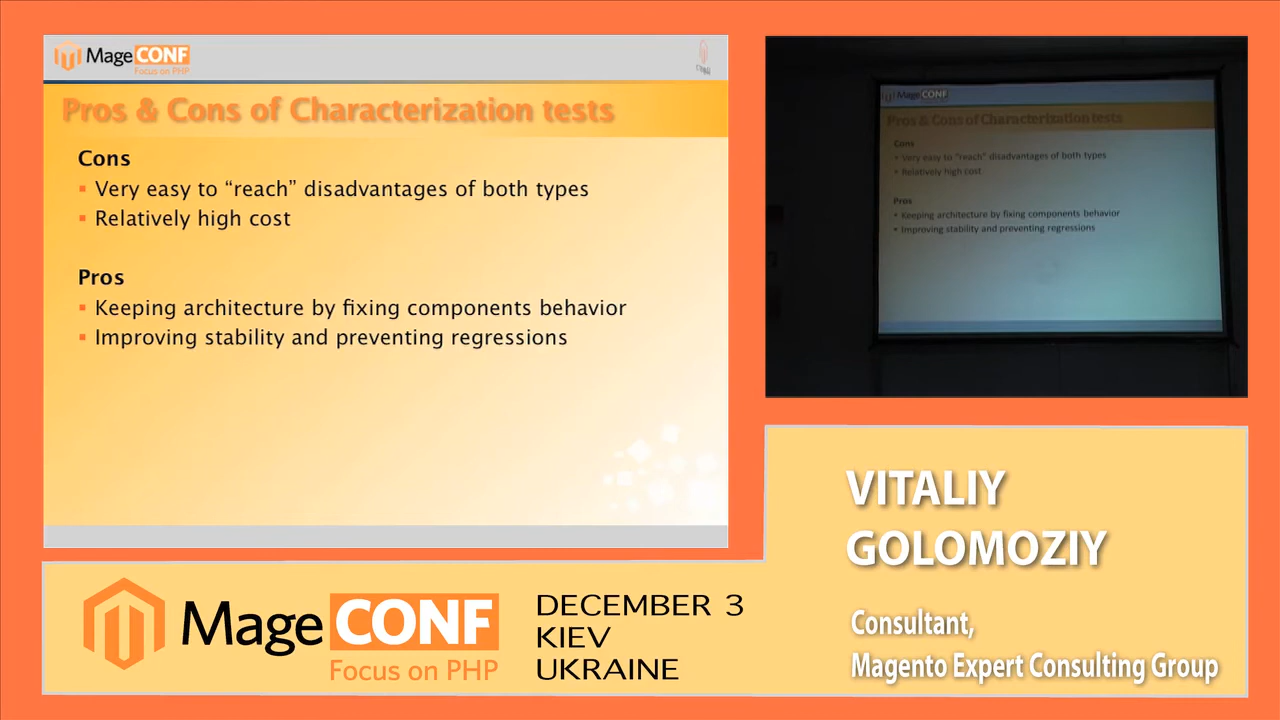 MageCONF
Focus on PHP
Pros & Cons of Characterization tests
Cons
▪ Very easy to “reach” disadvantages of both types
▪ Relatively high cost
Pros
▪ Keeping architecture by fixing components behavior
▪ Improving stability and preventing regressions
MageCONF
Pros & Cons of Characterization tests
Cons
• Very easy to “reach” disadvantages of both types
• Relatively high cost
Pros
• Keeping architecture by fixing components behavior
• Improving stability and preventing regressions
VITALIY
GOLOMOZIY
Consultant,
Magento Expert Consulting Group
MageCONF
Focus on PHP
DECEMBER 3
KIEV
UKRAINE